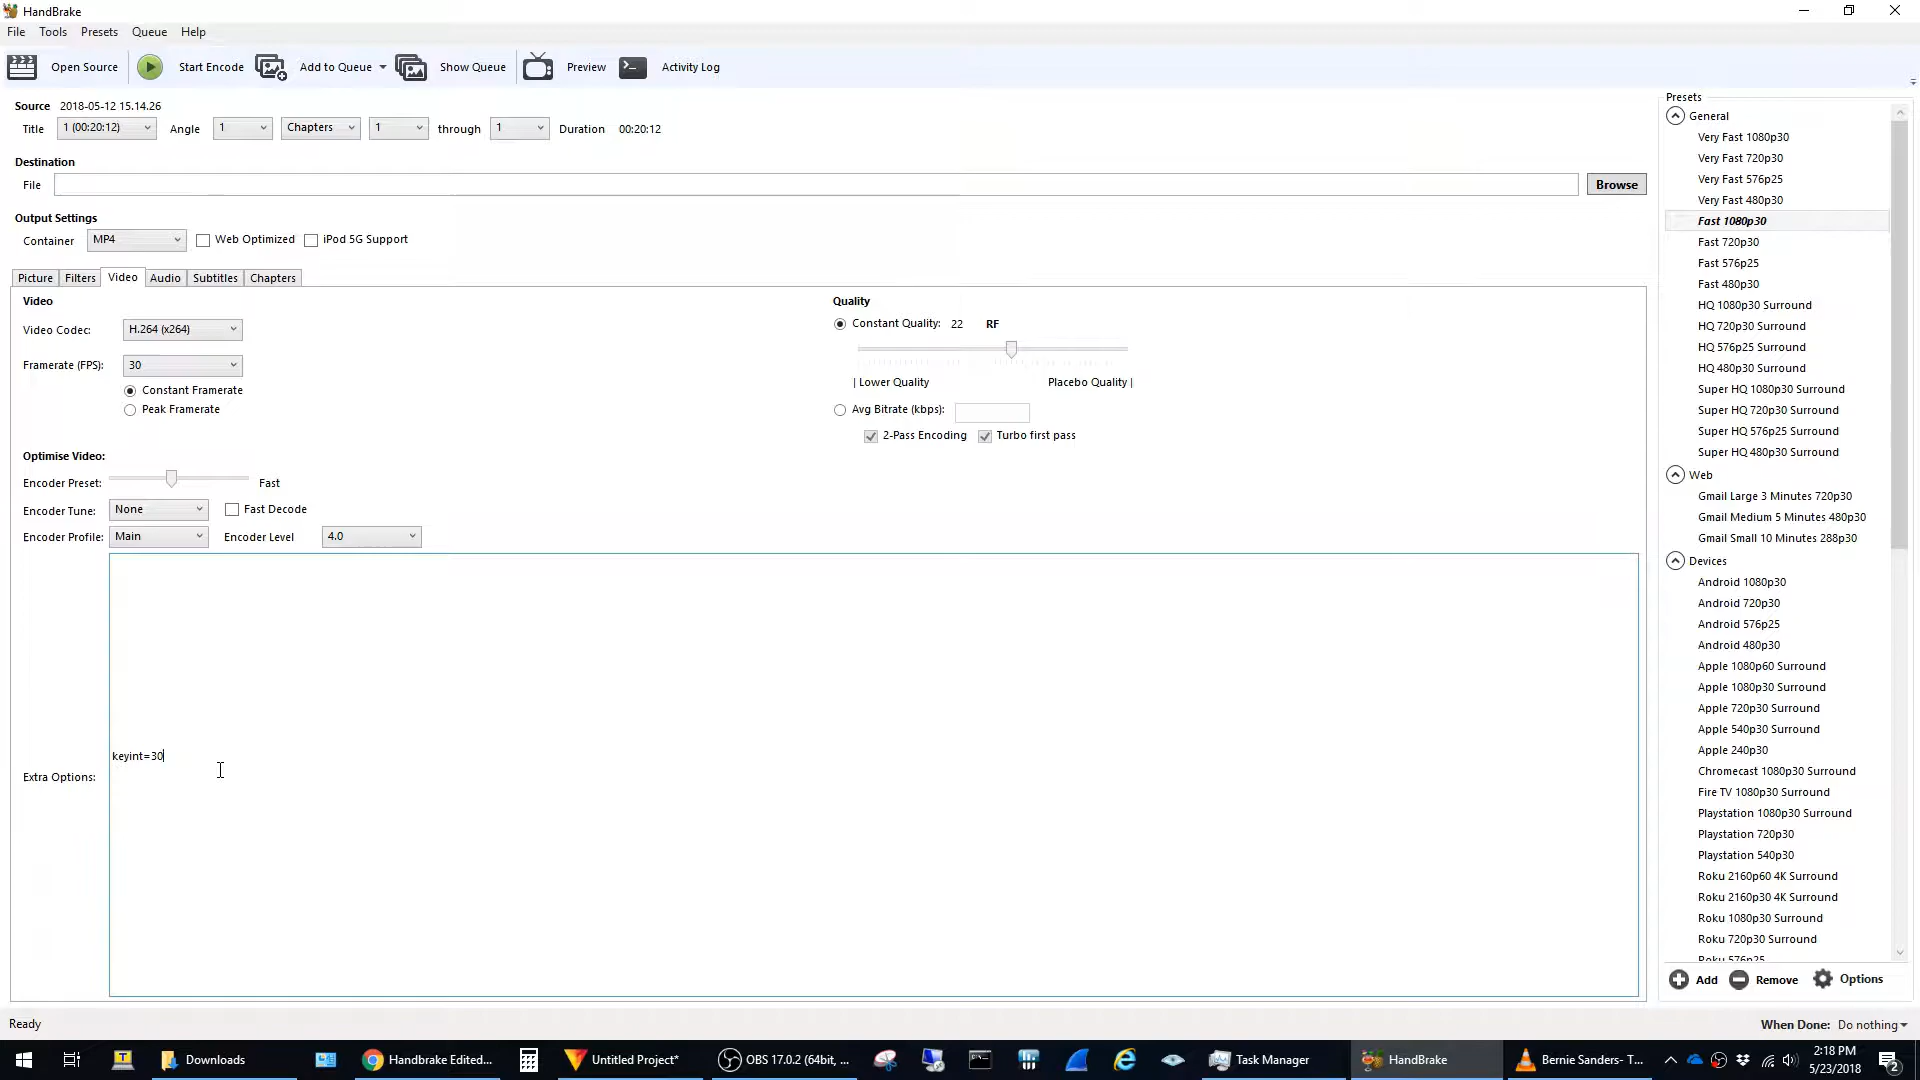 HandBrake
File Tools Presets Queue Help
Open Source Start Encode Add to Queue Show Queue Preview Activity Log
Source 2018-05-12 15.14.26
Title 1 (00:20:12) Angle 1 Chapters 1 through 1 Duration 00:20:12
Destination
File Browse
Output Settings
Container MP4 Web Optimized iPod 5G Support
Picture Filters Video Audio Subtitles Chapters
Video
Video Codec: H.264 (x264)
Framerate (FPS): 30
Constant Framerate
Peak Framerate
Quality
Constant Quality: 22 RF
| Lower Quality Placebo Quality |
Avg Bitrate (kbps):
2-Pass Encoding Turbo first pass
Optimise Video:
Encoder Preset: Fast
Encoder Tune: None Fast Decode
Encoder Profile: Main Encoder Level 4.0
Extra Options: keyint=30
Presets
General
Very Fast 1080p30
Very Fast 720p30
Very Fast 576p25
Very Fast 480p30
Fast 1080p30
Fast 720p30
Fast 576p25
Fast 480p30
HQ 1080p30 Surround
HQ 720p30 Surround
HQ 576p25 Surround
HQ 480p30 Surround
Super HQ 1080p30 Surround
Super HQ 720p30 Surround
Super HQ 576p25 Surround
Super HQ 480p30 Surround
Web
Gmail Large 3 Minutes 720p30
Gmail Medium 5 Minutes 480p30
Gmail Small 10 Minutes 288p30
Devices
Android 1080p30
Android 720p30
Android 576p25
Android 480p30
Apple 1080p60 Surround
Apple 1080p30 Surround
Apple 720p30 Surround
Apple 540p30 Surround
Apple 240p30
Chromecast 1080p30 Surround
Fire TV 1080p30 Surround
Playstation 1080p30 Surround
Playstation 720p30
Playstation 540p30
Roku 2160p60 4K Surround
Roku 2160p30 4K Surround
Roku 1080p30 Surround
Roku 720p30 Surround
Roku 576p25
Add Remove Options
Ready When Done: Do nothing
Downloads Handbrake Edited... Untitled Project* OBS 17.0.2 (64bit, ... Task Manager HandBrake Bernie Sanders- T... 2:18 PM
5/23/2018 2